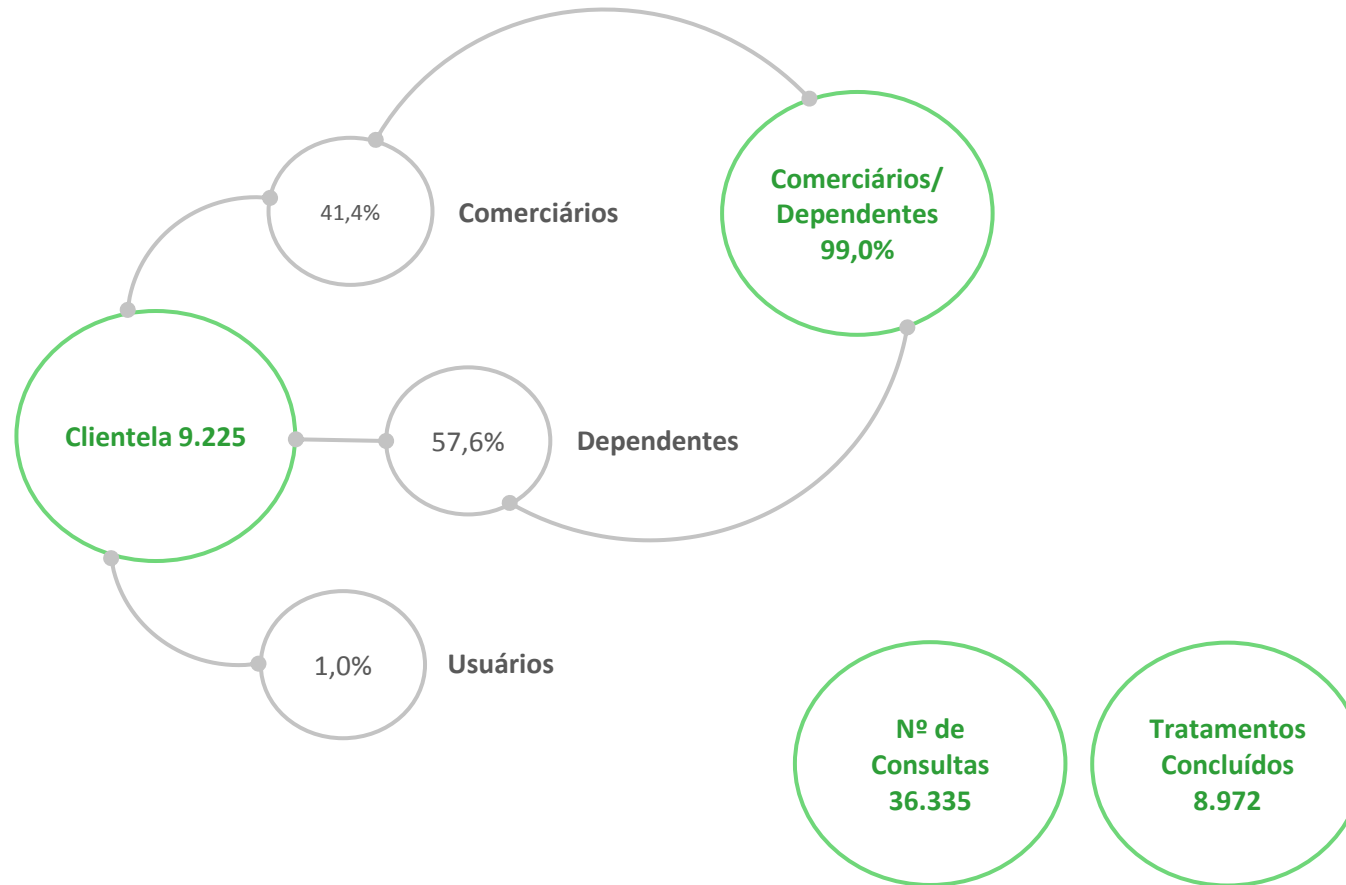 41,4%
Comerciários
Comerciários/
Dependentes
99,0%
Clientela 9.225
57,6%
Dependentes
1,0%
Usuários
Nº de
Consultas
36.335
Tratamentos
Concluídos
8.972